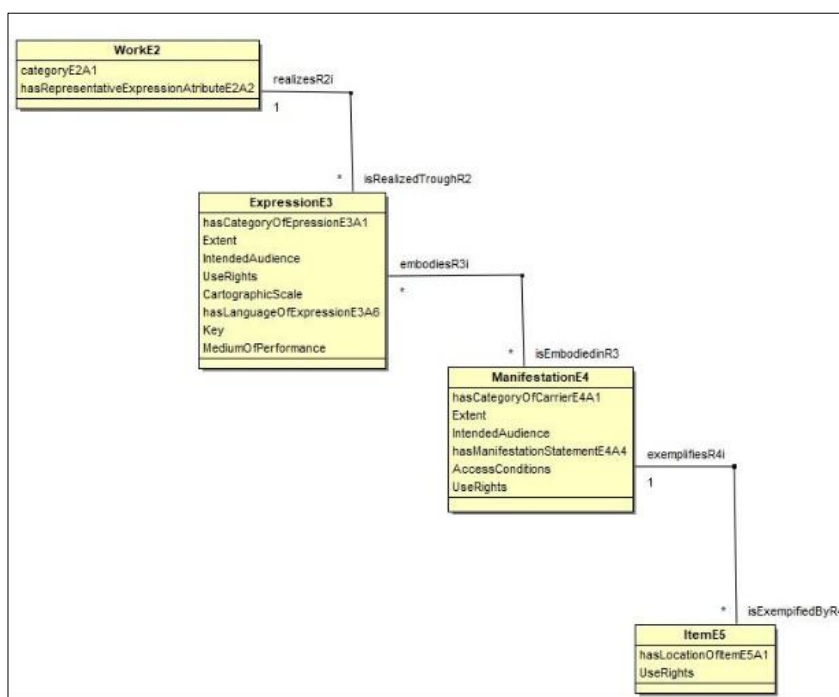 WorkE2
categoryE2A1
hasRepresentativeExpressionAtributeE2A2
realizesR2i
1
*
isRealizedTroughR2
ExpressionE3
hasCategoryOfEpressionE3A1
Extent
IntendedAudience
UseRights
CartographicScale
hasLanguageOfExpressionE3A6
Key
MediumOfPerformance
embodiesR3i
*
*
isEmbodiedinR3
ManifestationE4
hasCategoryOfCarrierE4A1
Extent
IntendedAudience
hasManifestationStatementE4A4
AccessConditions
UseRights
exemplifiesR4i
1
*
isExempifiedByR4
ItemE5
hasLocationOfItemE5A1
UseRights